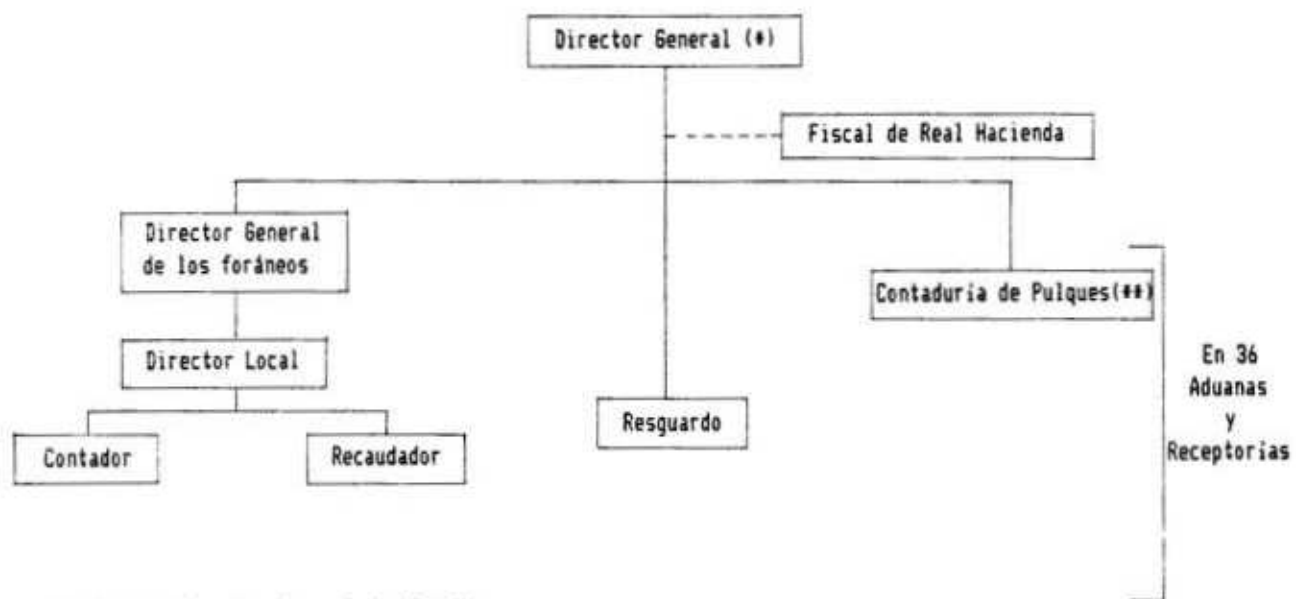 Director General (*)
Fiscal de Real Hacienda
Director General
de los foráneos
Contaduría de Pulques(**)
Director Local
En 36
Aduanas
y
Receptorías
Resguardo
Contador
Recaudador